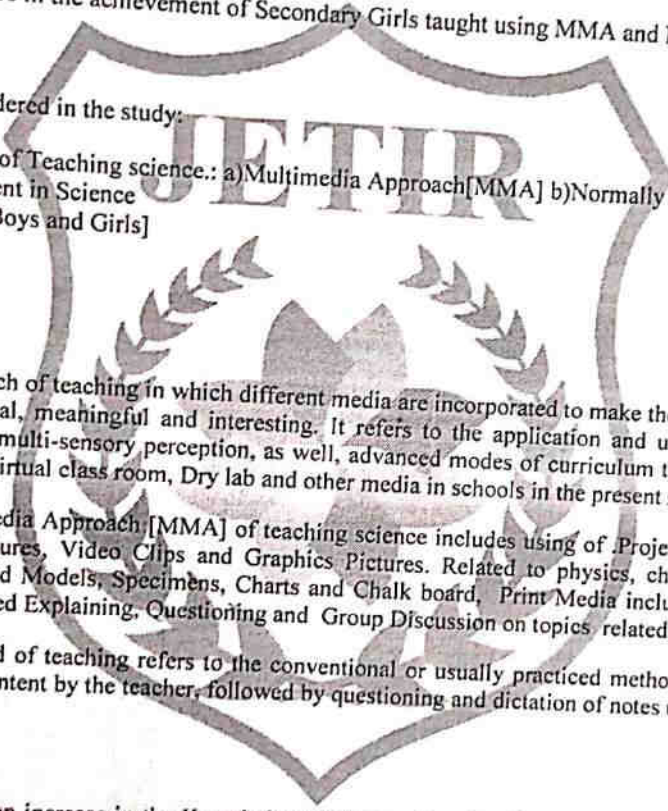 achievement of Secondary Girls taught using MMA and
dered in the study:
JETIR
of Teaching science.: a)Multimedia Approach[MMA] b)Normally
ent in Science
Boys and Girls]
ch of teaching in which different media are incorporated to make the
al, meaningful and interesting. It refers to the application and u
multi-sensory perception, as well, advanced modes of curriculum t
irtual class room, Dry lab and other media in schools in the present
edia Approach [MMA] of teaching science includes using of .Proje
ures, Video Clips and Graphics Pictures. Related to physics, ch
d Models, Specimens, Charts and Chalk board, Print Media inclu
ed Explaining, Questioning and Group Discussion on topics related
d of teaching refers to the conventional or usually practiced metho
ntent by the teacher, followed by questioning and dictation of notes
increase in the